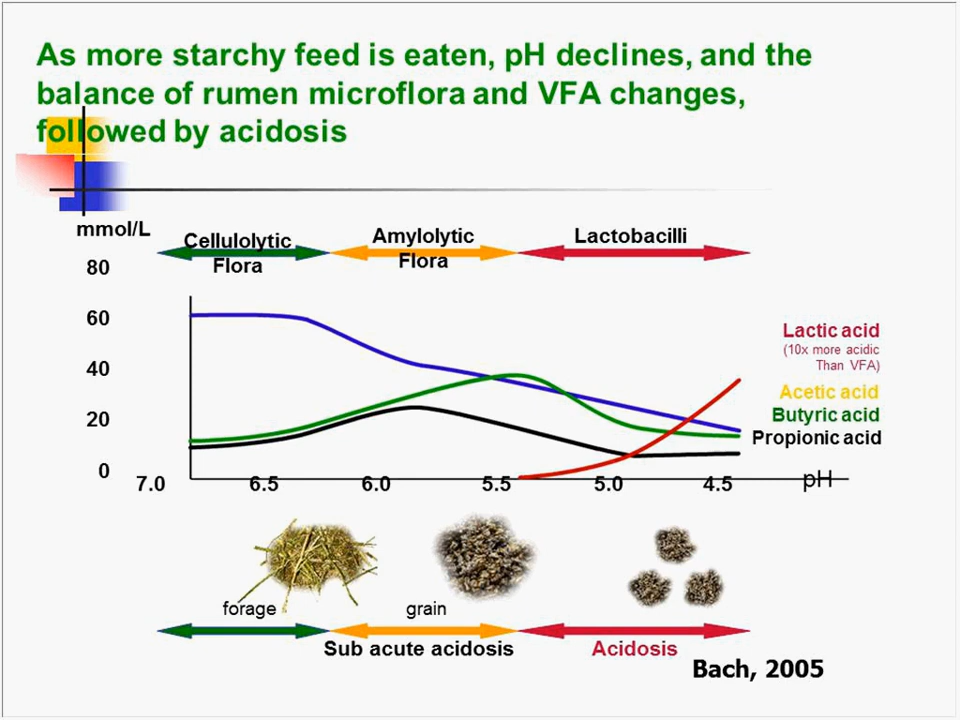 As more starchy feed is eaten, pH declines, and the
balance of rumen microflora and VFA changes,
followed by acidosis
mmol/L
Cellulolytic
Flora
Amylolytic
Flora
Lactobacilli
80
60
40
20
0
Lactic acid
(10x more acidic
Than VFA)
Acetic acid
Butyric acid
Propionic acid
7.0 6.5 6.0 5.5 5.0 4.5 pH
forage grain
Sub acute acidosis Acidosis
Bach, 2005